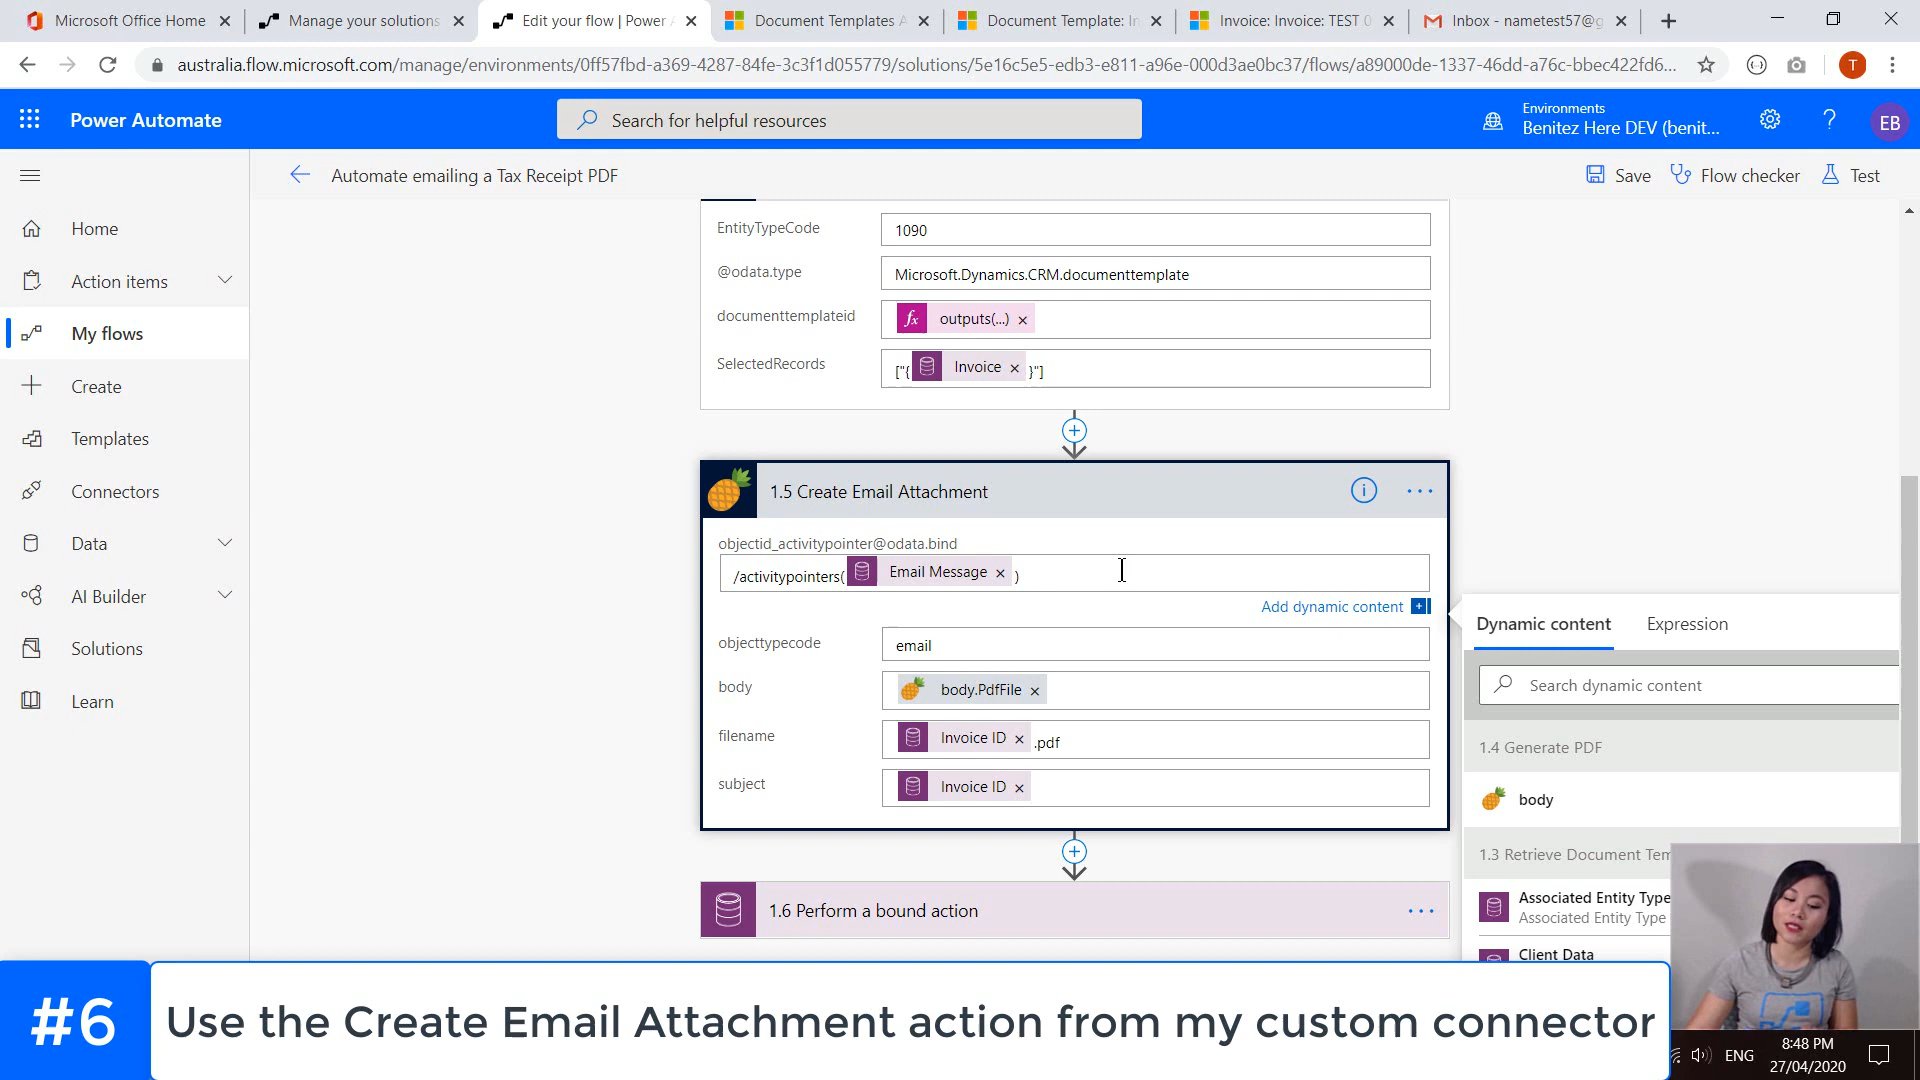 Microsoft Office Home
Manage your solutions
Edit your flow | Power A
Document Templates A
Document Template: In
Invoice: Invoice: TEST 0
Inbox - nametest57@g
australia.flow.microsoft.com/manage/environments/0ff57fbd-a369-4287-84fe-3c3f1d055779/solutions/5e16c5e5-edb3-e811-a96e-000d3ae0bc37/flows/a89000de-1337-46dd-a76c-bbec422fd6...
T
Power Automate
Search for helpful resources
Environments
Benitez Here DEV (benit...
EB
Automate emailing a Tax Receipt PDF
Save
Flow checker
Test
Home
Action items
My flows
Create
Templates
Connectors
Data
AI Builder
Solutions
Learn
EntityTypeCode
1090
@odata.type
Microsoft.Dynamics.CRM.documenttemplate
documenttemplateid
fx outputs(...) ×
SelectedRecords
["{ Invoice × }"]
1.5 Create Email Attachment
objectid_activitypointer@odata.bind
/activitypointers( Email Message × )
Add dynamic content
objecttypecode
email
body
body.PdfFile ×
filename
Invoice ID × .pdf
subject
Invoice ID ×
1.6 Perform a bound action
Dynamic content
Expression
Search dynamic content
1.4 Generate PDF
body
1.3 Retrieve Document Tem
Associated Entity Type
Associated Entity Type
Client Data
#6
Use the Create Email Attachment action from my custom connector
ENG
8:48 PM
27/04/2020